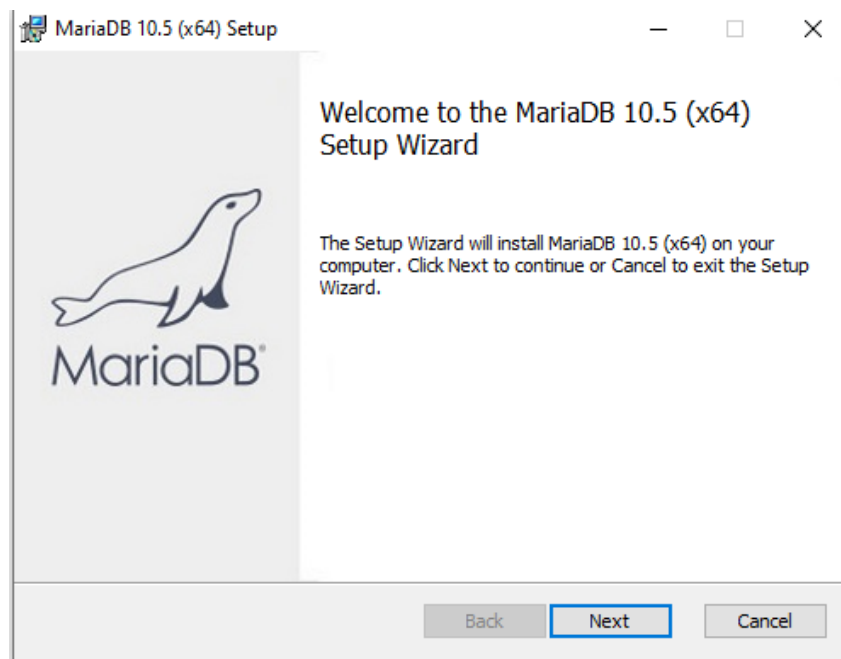 MariaDB 10.5 (x64) Setup
Welcome to the MariaDB 10.5 (x64)
Setup Wizard
The Setup Wizard will install MariaDB 10.5 (x64) on your
computer. Click Next to continue or Cancel to exit the Setup
Wizard.
MariaDB®
Back
Next
Cancel